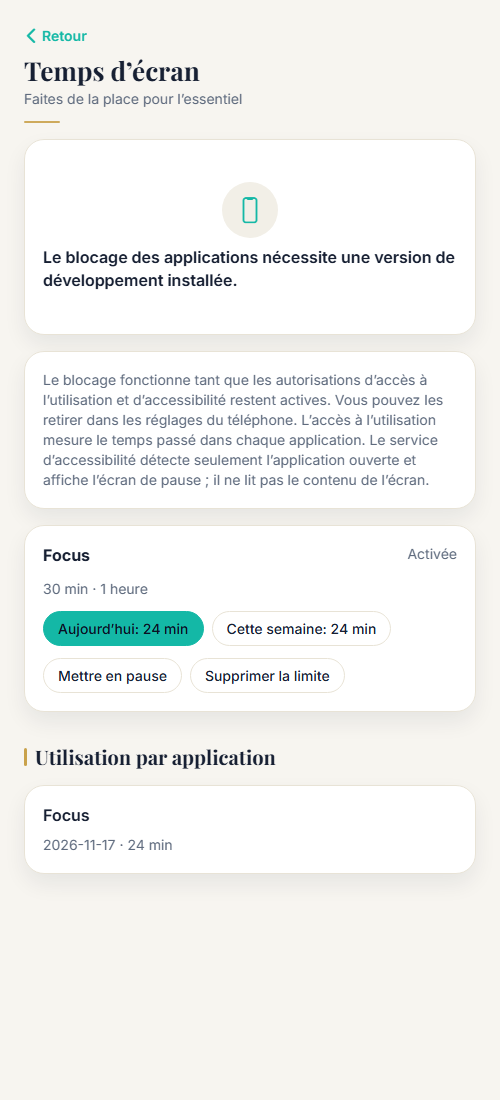 Retour
Temps d’écran
Faites de la place pour l’essentiel
Le blocage des applications nécessite une version de
développement installée.
Le blocage fonctionne tant que les autorisations d’accès à
l’utilisation et d’accessibilité restent actives. Vous pouvez les
retirer dans les réglages du téléphone. L’accès à l’utilisation
mesure le temps passé dans chaque application. Le service
d’accessibilité détecte seulement l’application ouverte et
affiche l’écran de pause ; il ne lit pas le contenu de l’écran.
Focus Activée
30 min · 1 heure
Aujourd’hui: 24 min Cette semaine: 24 min
Mettre en pause Supprimer la limite
Utilisation par application
Focus
2026-11-17 · 24 min